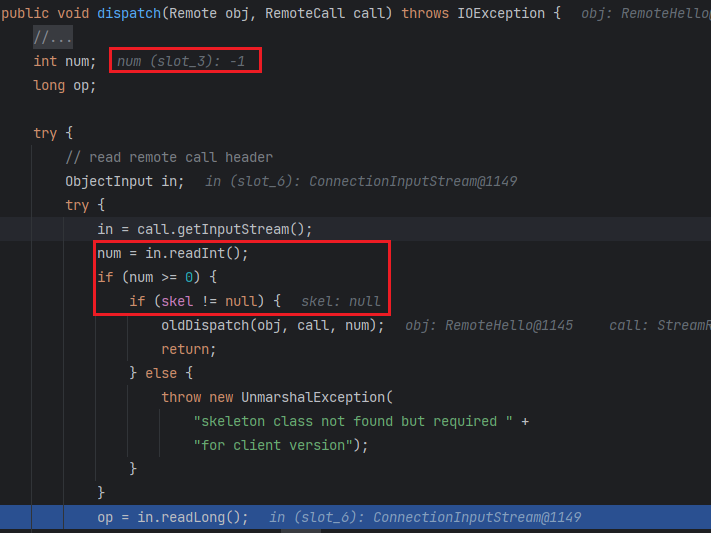 public void dispatch(Remote obj, RemoteCall call) throws IOException { obj: RemoteHello@
//...
int num; num (slot_3): -1
long op;
try {
// read remote call header
ObjectInput in; in (slot_6): ConnectionInputStream@1149
try {
in = call.getInputStream();
num = in.readInt();
if (num >= 0) {
if (skel != null) { skel: null
oldDispatch(obj, call, num); obj: RemoteHello@1145 call: StreamR
return;
} else {
throw new UnmarshalException(
"skeleton class not found but required " +
"for client version");
}
}
op = in.readLong(); in (slot_6): ConnectionInputStream@1149